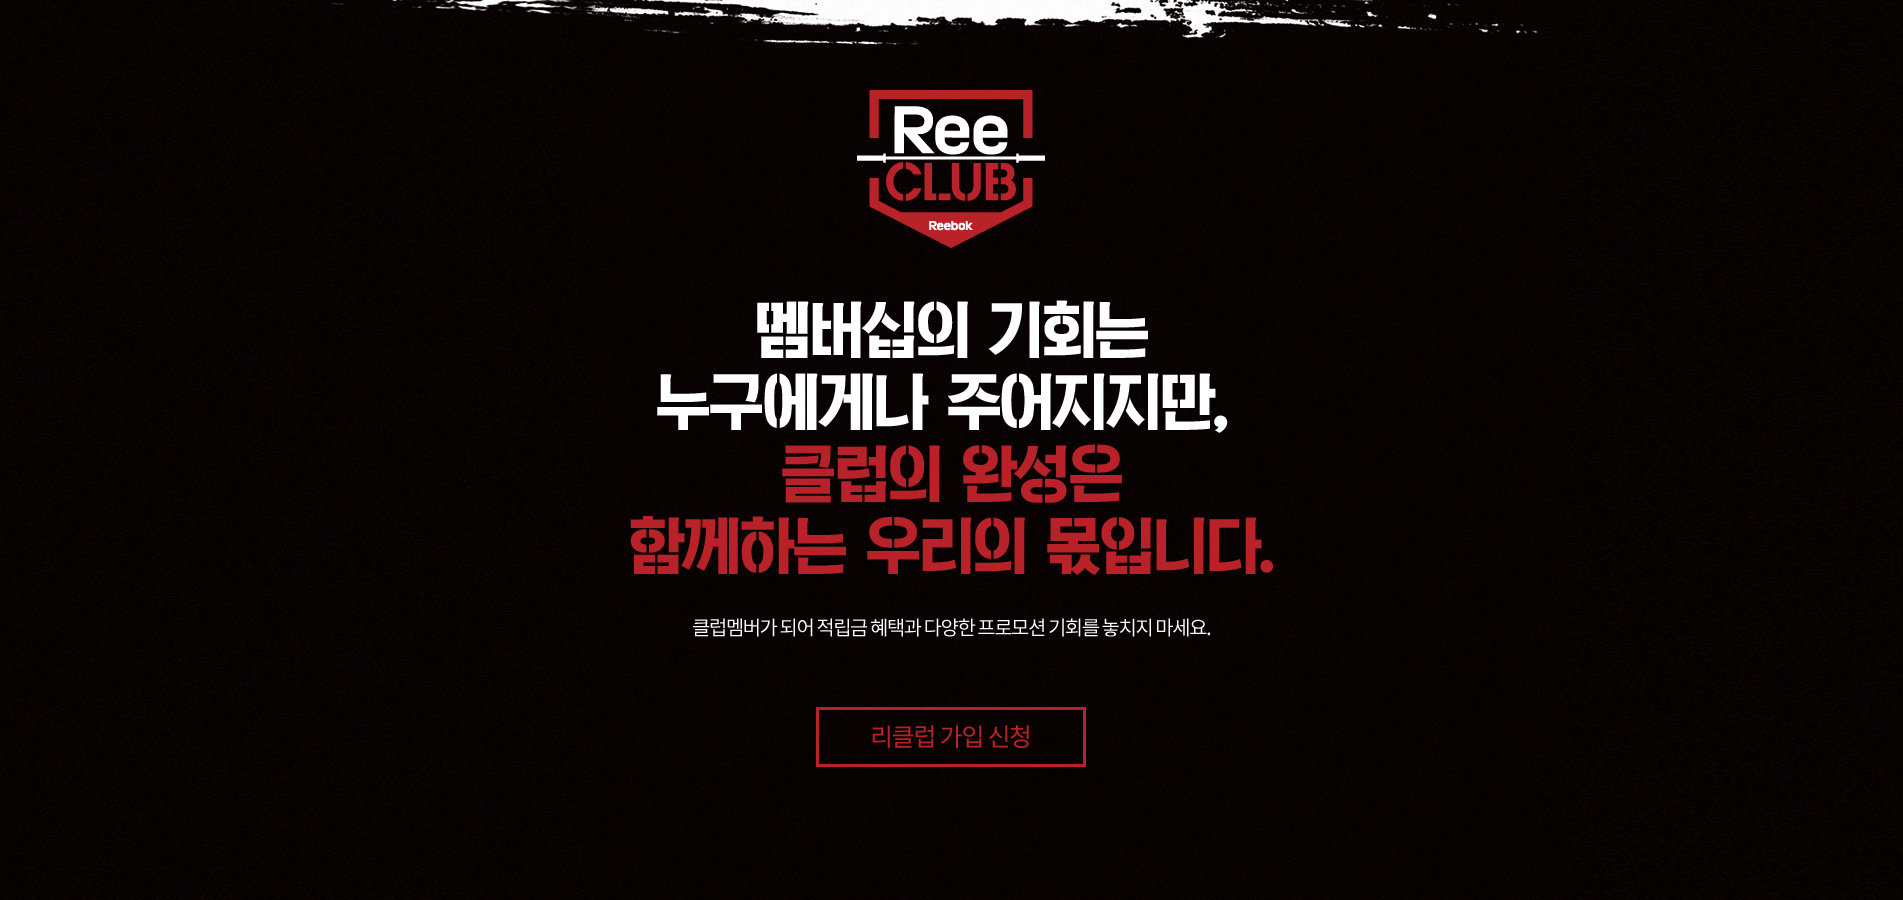 Ree
CLUB
Reebok
멤버십의 기회는
누구에게나 주어지지만,
클럽의 완성은
함께하는 우리의 몫입니다.
클럽멤버가 되어 적립금 혜택과 다양한 프로모션 기회를 놓치지 마세요.
리클럽 가입 신청